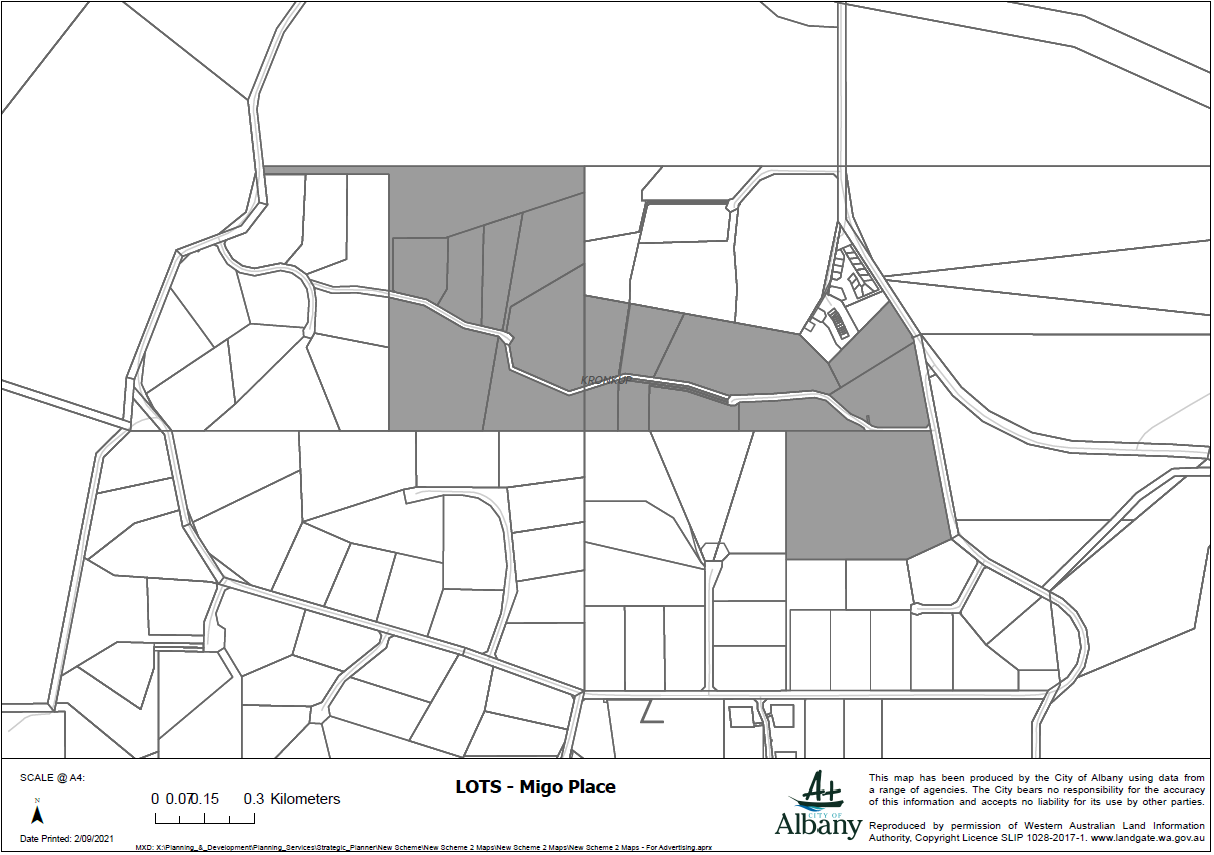 KRONKUP
SCALE @ A4:
N
Date Printed: 2/09/2021
0 0.070.15 0.3 Kilometers
MXD: X:\Planning_&_Development\Planning_Services\Strategic_Planner\New Scheme\New Scheme 2 Maps\New Scheme 2 Maps\New Scheme 2 Maps - For Advertising.aprx
LOTS - Migo Place
CITY OF
Albany
This map has been produced by the City of Albany using data from
a range of agencies. The City bears no responsibility for the accuracy
of this information and accepts no liability for its use by other parties.
Reproduced by permission of Western Australian Land Information
Authority, Copyright Licence SLIP 1028-2017-1. www.landgate.wa.gov.au